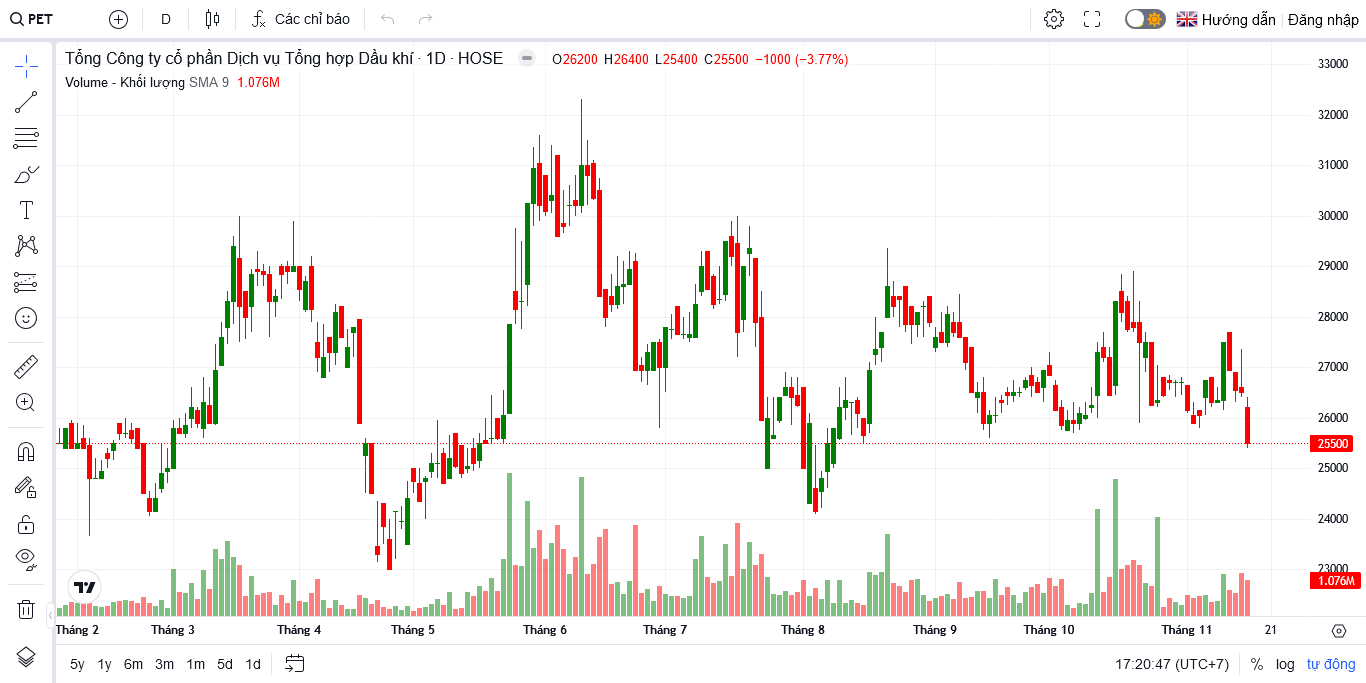 PET D Các chỉ báo Hướng dẫn Đăng nhập
Tổng Công ty cổ phần Dịch vụ Tổng hợp Dầu khí · 1D · HOSE O26200 H26400 L25400 C25500 −1000 (−3.77%)
Volume - Khối lượng SMA 9 1.076M
33000
32000
31000
30000
29000
28000
27000
26000
25500
25000
24000
23000
1.076M
Tháng 2 Tháng 3 Tháng 4 Tháng 5 Tháng 6 Tháng 7 Tháng 8 Tháng 9 Tháng 10 Tháng 11 21
5y 1y 6m 3m 1m 5d 1d 17:20:47 (UTC+7) % log tự động